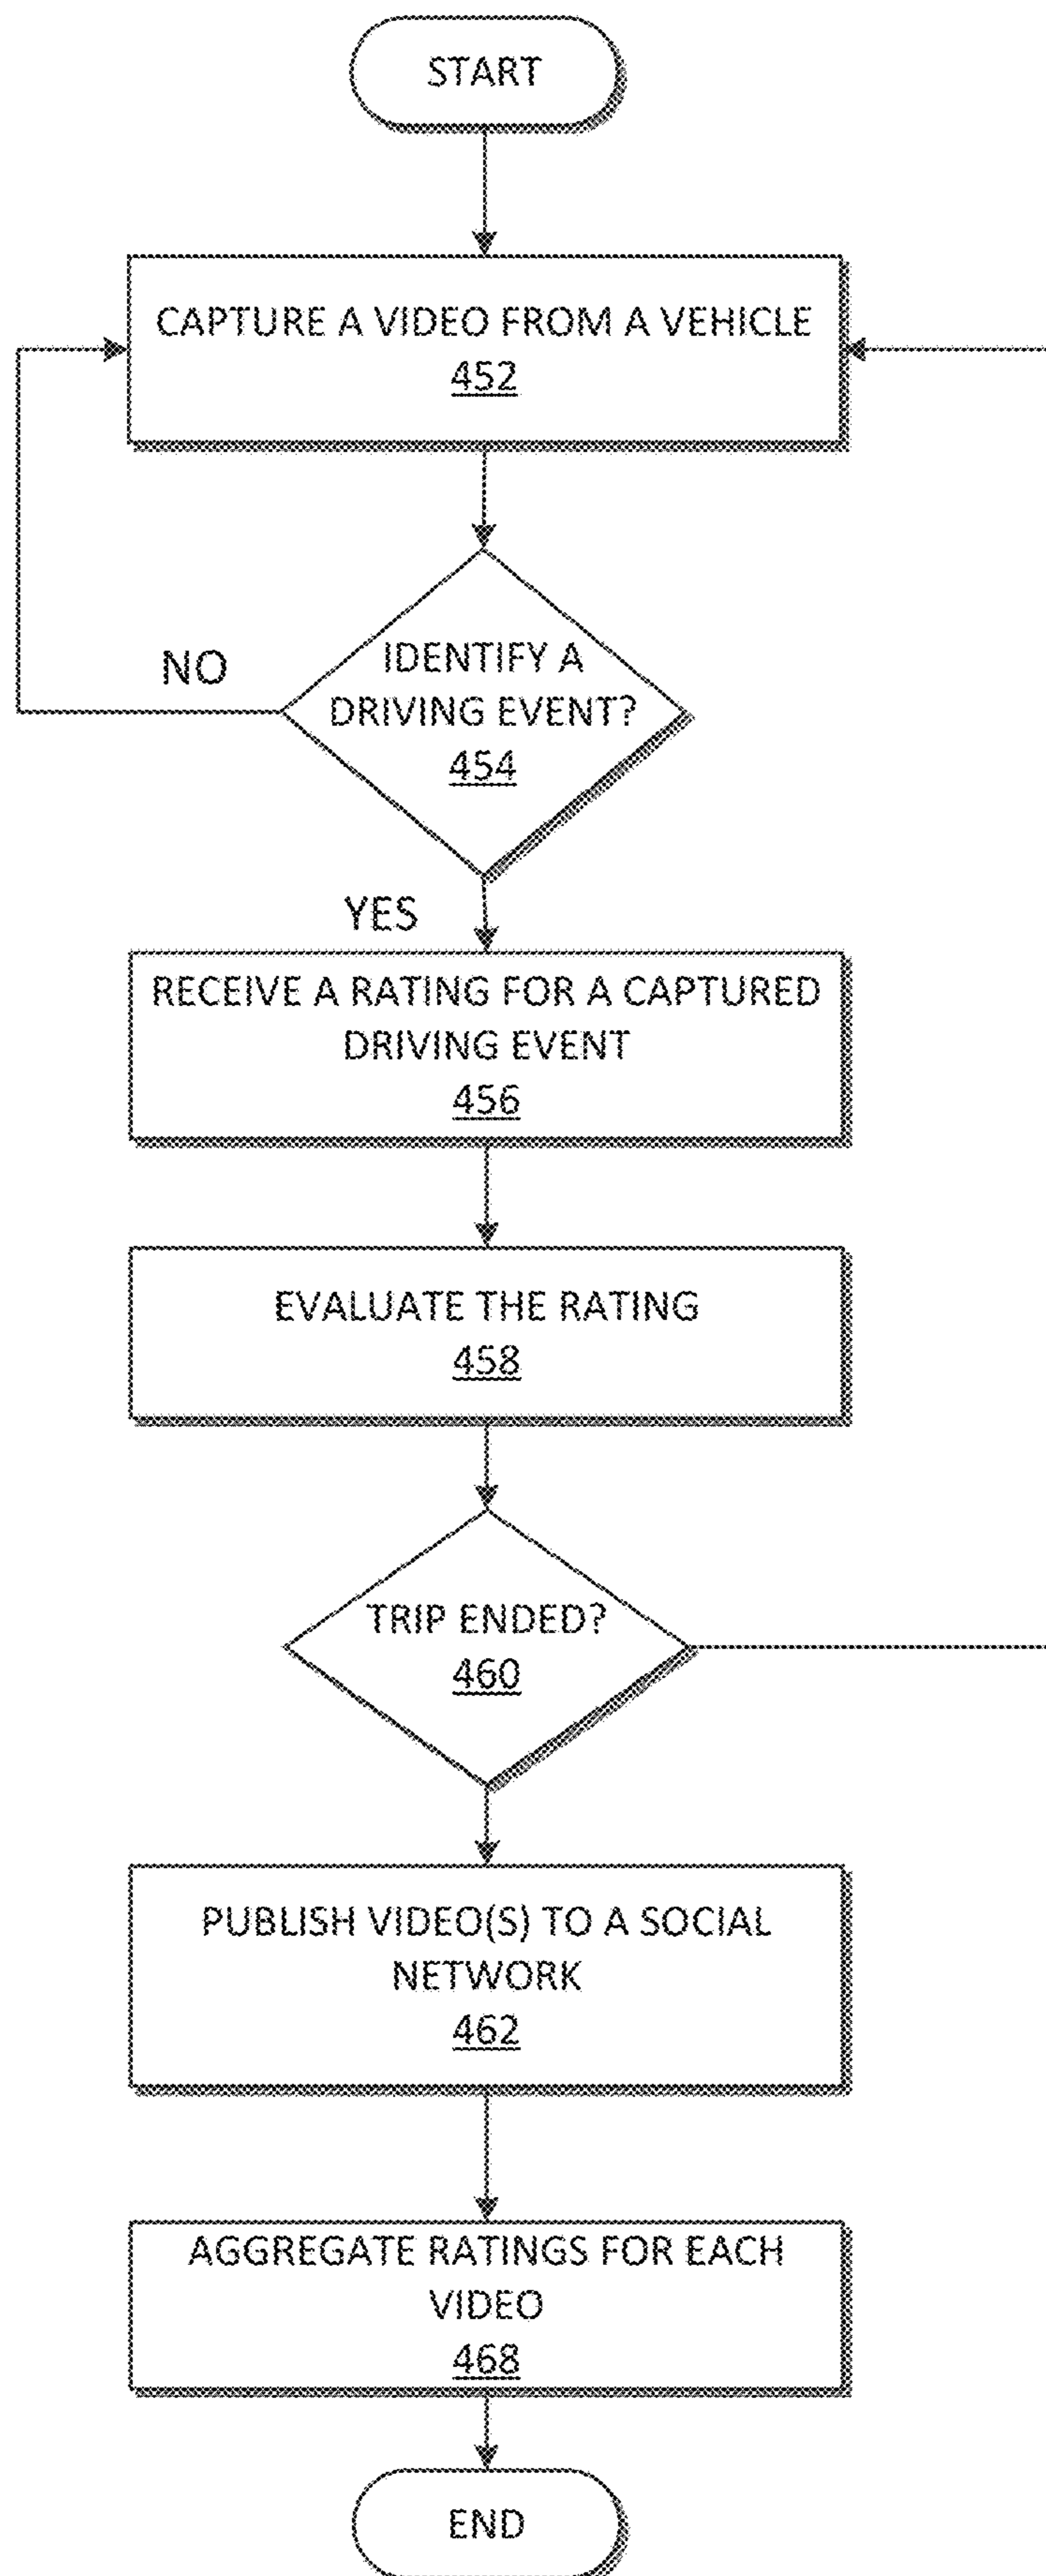 START
CAPTURE A VIDEO FROM A VEHICLE
452
IDENTIFY A
DRIVING EVENT?
454
NO
YES
RECEIVE A RATING FOR A CAPTURED
DRIVING EVENT
456
EVALUATE THE RATING
458
TRIP ENDED?
460
PUBLISH VIDEO(S) TO A SOCIAL
NETWORK
462
AGGREGATE RATINGS FOR EACH
VIDEO
468
END